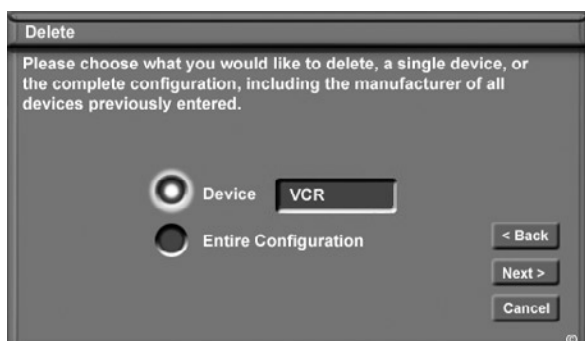 Delete
Please choose what you would like to delete, a single device, or
the complete configuration, including the manufacturer of all
devices previously entered.
Device VCR
Entire Configuration
< Back
Next >
Cancel
©